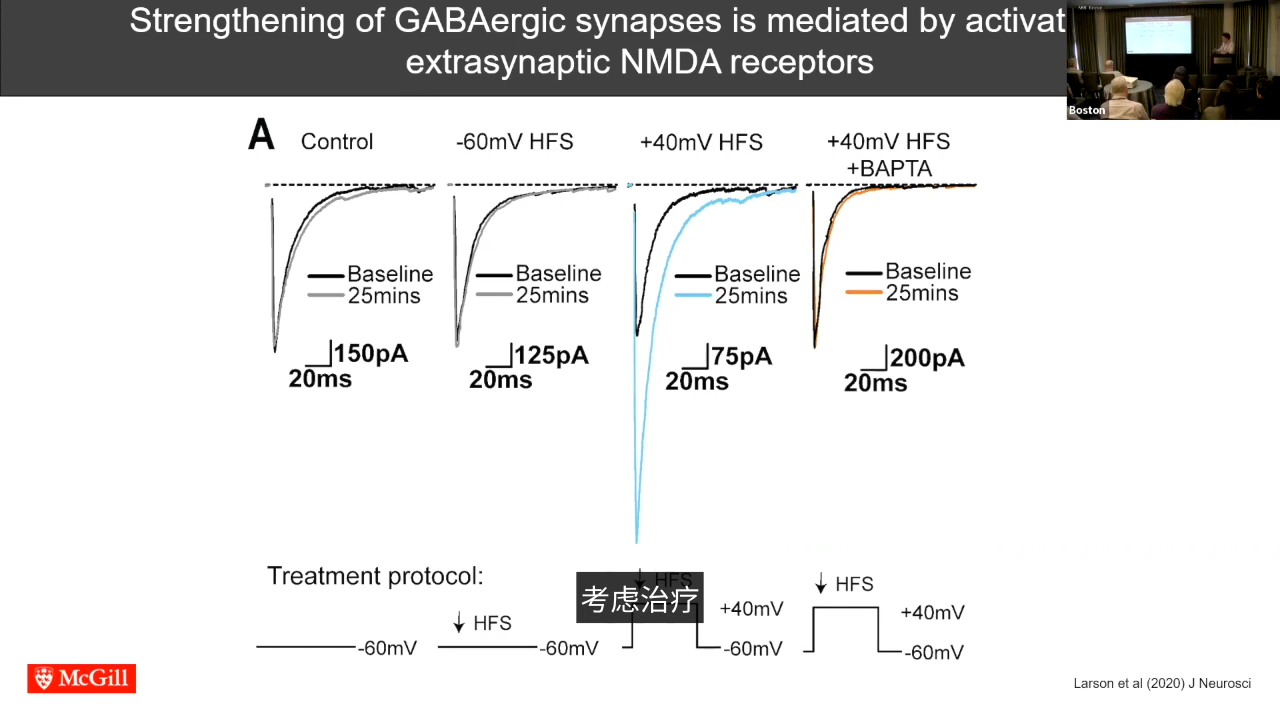 Strengthening of GABAergic synapses is mediated by activat
extrasynaptic NMDA receptors
Boston
A
Control
-60mV HFS
+40mV HFS
+40mV HFS
+BAPTA
Baseline
25mins
150pA
20ms
Baseline
25mins
125pA
20ms
Baseline
25mins
75pA
20ms
Baseline
25mins
200pA
20ms
Treatment protocol:
-60mV
HFS
-60mV
HFS
+40mV
-60mV
HFS
+40mV
-60mV
考虑治疗
McGill
Larson et al (2020) J Neurosci